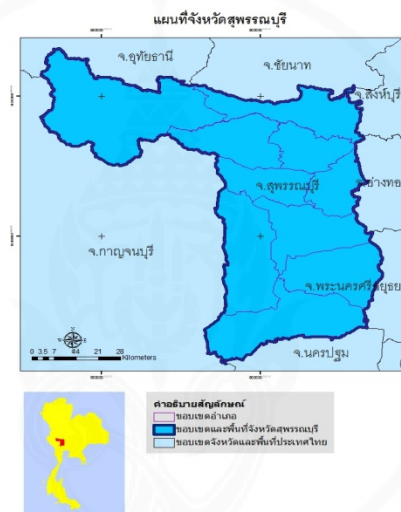 แผนที่จังหวัดสุพรรณบุรี
จ.อุทัยธานี
จ.ชัยนาท
จ.สิงห์บุรี
จ.อ่างทอง
จ.สุพรรณบุรี
จ.กาญจนบุรี
จ.พระนครศรีอยุธย
จ.นครปฐม
0 3.5 7 14 21 28
Kilometers
คำอธิบายสัญลักษณ์
ขอบเขตอำเภอ
ขอบเขตและพื้นที่จังหวัดสุพรรณบุรี
ขอบเขตจังหวัดและพื้นที่ประเทศไทย